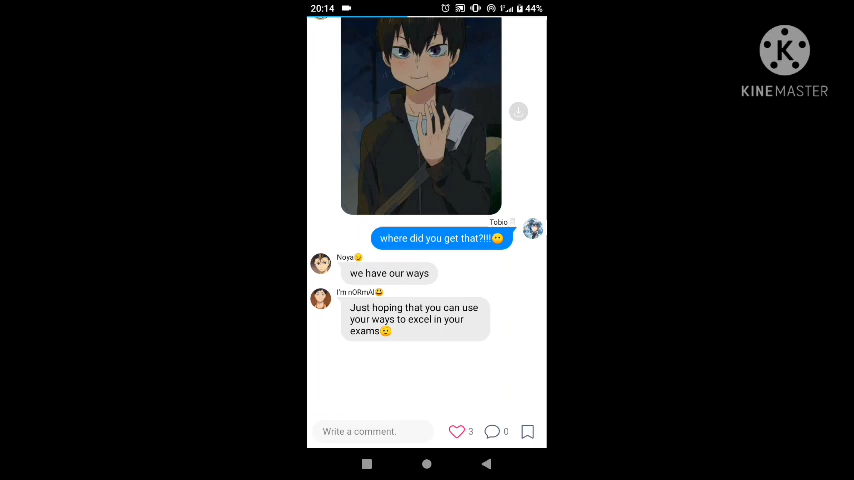 20:14
44%
K
KINEMASTER
Tobio
where did you get that?!!!😶
Noya😏
we have our ways
I'm nORmAl😃
Just hoping that you can use
your ways to excel in your
exams🫡
Write a comment.
3
0